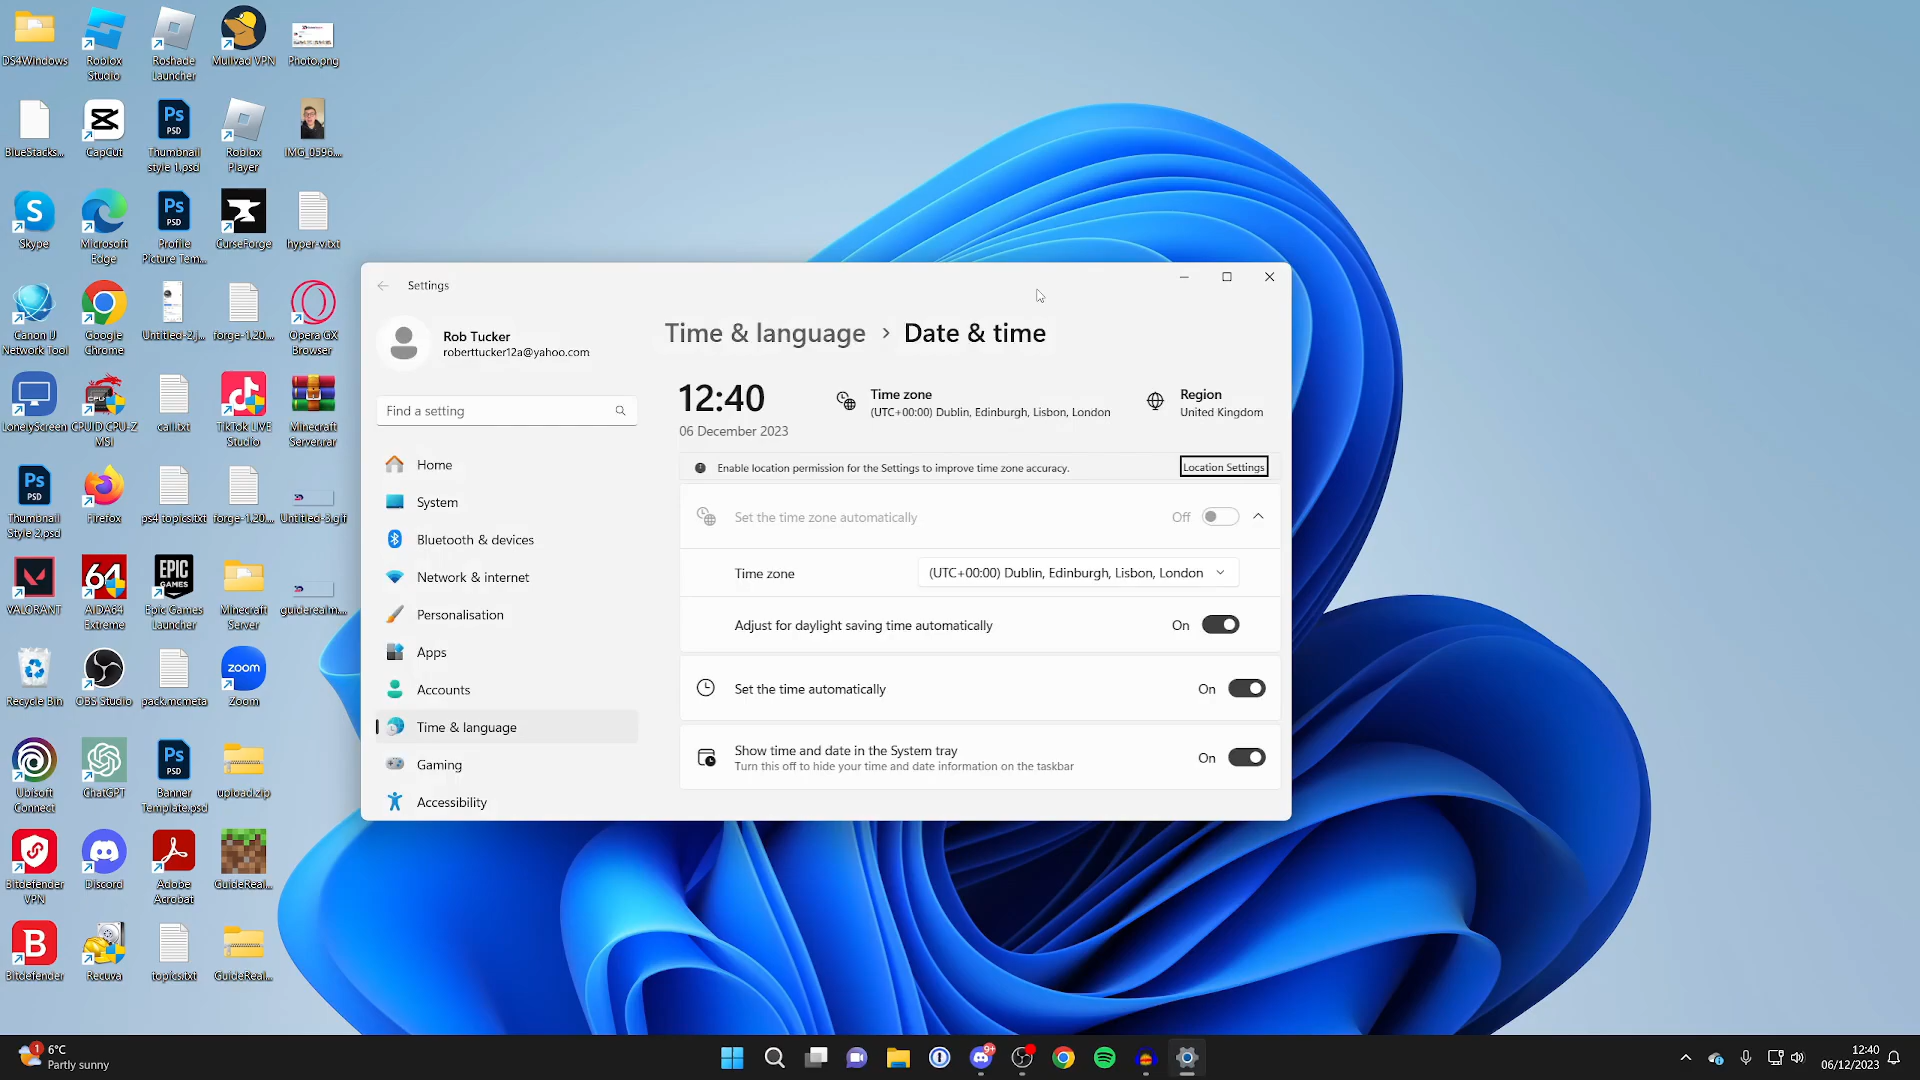 DS4Windows
Roblox
Studio
Roshade
Launcher
Mullvad VPN
Photo.png
BlueStacks...
CapCut
Thumbnail
style 1.psd
Roblox
Player
IMG_0596...
Skype
Microsoft
Edge
Profile
Picture Tem...
CurseForge
hyper-v.txt
Canon IJ
Network Tool
Google
Chrome
Untitled-2.j...
forge-1.20...
Opera GX
Browser
LonelyScreen
CPUID CPU-Z
MSI
call.txt
TikTok LIVE
Studio
Minecraft
Server.rar
Thumbnail
Style 2.psd
Firefox
ps4 topics.txt
forge-1.20...
Untitled-3.gif
VALORANT
AIDA64
Extreme
Epic Games
Launcher
Minecraft
Server
guiderealm...
Recycle Bin
OBS Studio
pack.mcmeta
Zoom
Ubisoft
Connect
ChatGPT
Banner
Template.psd
upload.zip
Bitdefender
VPN
Discord
Adobe
Acrobat
GuideReal...
Bitdefender
Recuva
topics.txt
GuideReal...
Settings
Rob Tucker
roberttucker12a@yahoo.com
Find a setting
Home
System
Bluetooth & devices
Network & internet
Personalisation
Apps
Accounts
Time & language
Gaming
Accessibility
Time & language > Date & time
12:40
06 December 2023
Time zone
(UTC+00:00) Dublin, Edinburgh, Lisbon, London
Region
United Kingdom
Enable location permission for the Settings to improve time zone accuracy.
Location Settings
Set the time zone automatically
Off
Time zone
(UTC+00:00) Dublin, Edinburgh, Lisbon, London
Adjust for daylight saving time automatically
On
Set the time automatically
On
Show time and date in the System tray
Turn this off to hide your time and date information on the taskbar
On
1
6°C
Partly sunny
9+
12:40
06/12/2023